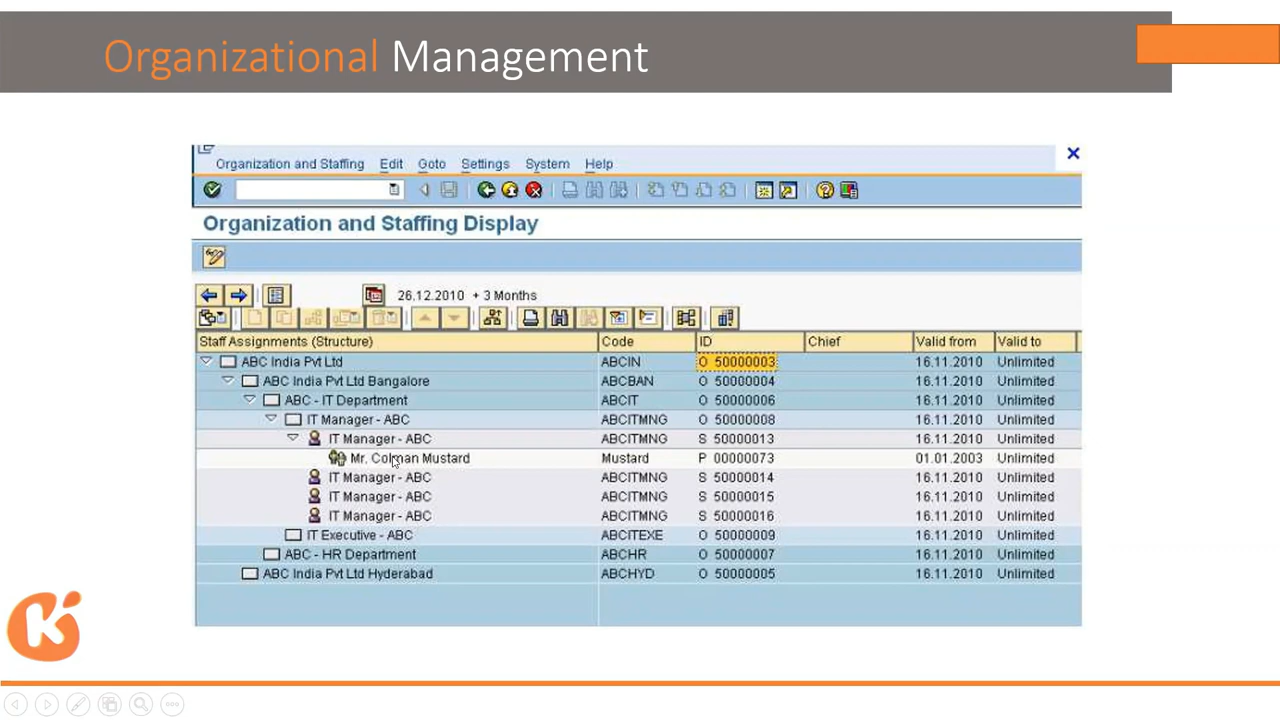 Organizational Management
Organization and Staffing Edit Goto Settings System Help
Organization and Staffing Display
26.12.2010 + 3 Months
Staff Assignments (Structure) Code ID Chief Valid from Valid to
ABC India Pvt Ltd ABCIN O 50000003 16.11.2010 Unlimited
ABC India Pvt Ltd Bangalore ABCBAN O 50000004 16.11.2010 Unlimited
ABC - IT Department ABCIT O 50000006 16.11.2010 Unlimited
IT Manager - ABC ABCITMNG O 50000008 16.11.2010 Unlimited
IT Manager - ABC ABCITMNG S 50000013 16.11.2010 Unlimited
Mr. Colman Mustard Mustard P 00000073 01.01.2003 Unlimited
IT Manager - ABC ABCITMNG S 50000014 16.11.2010 Unlimited
IT Manager - ABC ABCITMNG S 50000015 16.11.2010 Unlimited
IT Manager - ABC ABCITMNG S 50000016 16.11.2010 Unlimited
IT Executive - ABC ABCITEXE O 50000009 16.11.2010 Unlimited
ABC - HR Department ABCHR O 50000007 16.11.2010 Unlimited
ABC India Pvt Ltd Hyderabad ABCHYD O 50000005 16.11.2010 Unlimited
K